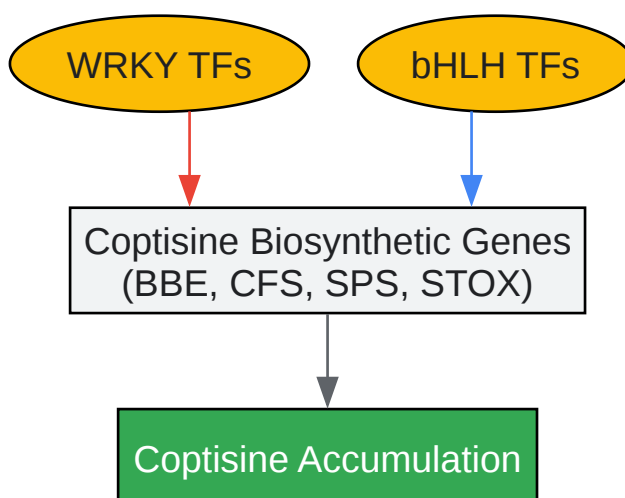 WRKY TFs
bHLH TFs
Coptisine Biosynthetic Genes
(BBE, CFS, SPS, STOX)
Coptisine Accumulation